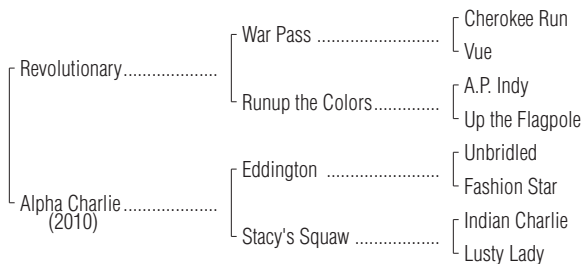 Cherokee Run
War Pass ..........................
Vue
Revolutionary....................
A.P. Indy
Runup the Colors..............
Up the Flagpole
Unbridled
Eddington ........................
Fashion Star
Alpha Charlie....................
(2010)
Indian Charlie
Stacy's Squaw ..................
Lusty Lady